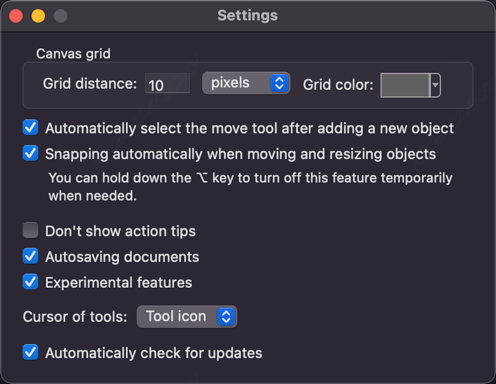 Settings
Canvas grid
Grid distance: 10 pixels Grid color:
Automatically select the move tool after adding a new object
Snapping automatically when moving and resizing objects
You can hold down the ⌥ key to turn off this feature temporarily
when needed.
Don't show action tips
Autosaving documents
Experimental features
Cursor of tools: Tool icon
Automatically check for updates